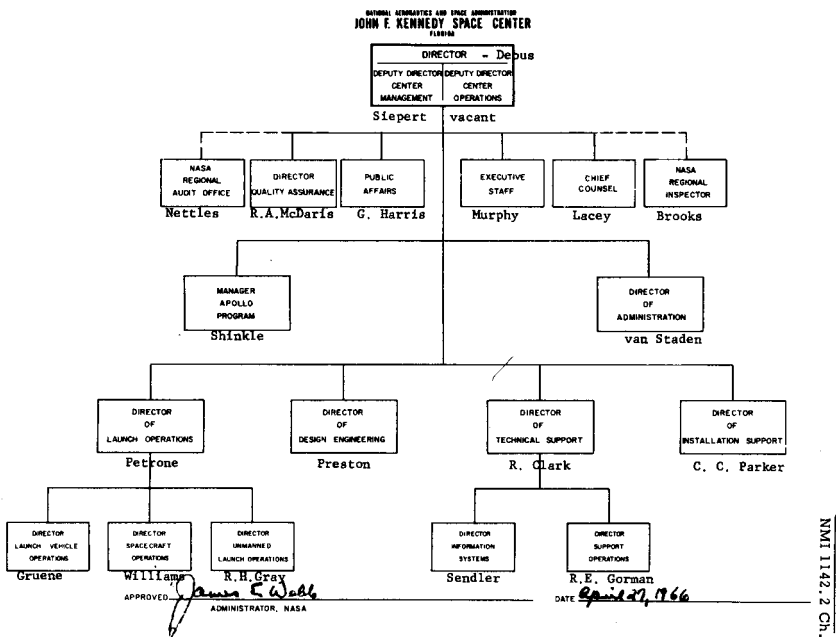 NATIONAL AERONAUTICS AND SPACE ADMINISTRATION
JOHN F. KENNEDY SPACE CENTER
FLORIDA
DIRECTOR - Debus
DEPUTY DIRECTOR CENTER MANAGEMENT
DEPUTY DIRECTOR CENTER OPERATIONS
Siepert vacant
NASA
REGIONAL
AUDIT OFFICE
Nettles
DIRECTOR
QUALITY ASSURANCE
R.A.McDaris
PUBLIC
AFFAIRS
G. Harris
EXECUTIVE
STAFF
Murphy
CHIEF
COUNSEL
Lacey
NASA
REGIONAL
INSPECTOR
Brooks
MANAGER
APOLLO
PROGRAM
Shinkle
DIRECTOR
OF
ADMINISTRATION
van Staden
DIRECTOR
OF
LAUNCH OPERATIONS
Petrone
DIRECTOR
OF
DESIGN ENGINEERING
Preston
DIRECTOR
OF
TECHNICAL SUPPORT
R. Clark
DIRECTOR
OF
INSTALLATION SUPPORT
C. C. Parker
DIRECTOR
LAUNCH VEHICLE
OPERATIONS
Gruene
DIRECTOR
SPACECRAFT
OPERATIONS
Williams
DIRECTOR
UNMANNED
LAUNCH OPERATIONS
R.H.Gray
DIRECTOR
INFORMATION
SYSTEMS
Sendler
DIRECTOR
SUPPORT
OPERATIONS
R.E. Gorman
APPROVED James E. Webb
ADMINISTRATOR, NASA
DATE April 27, 1966
NMI 1142.2 Ch.